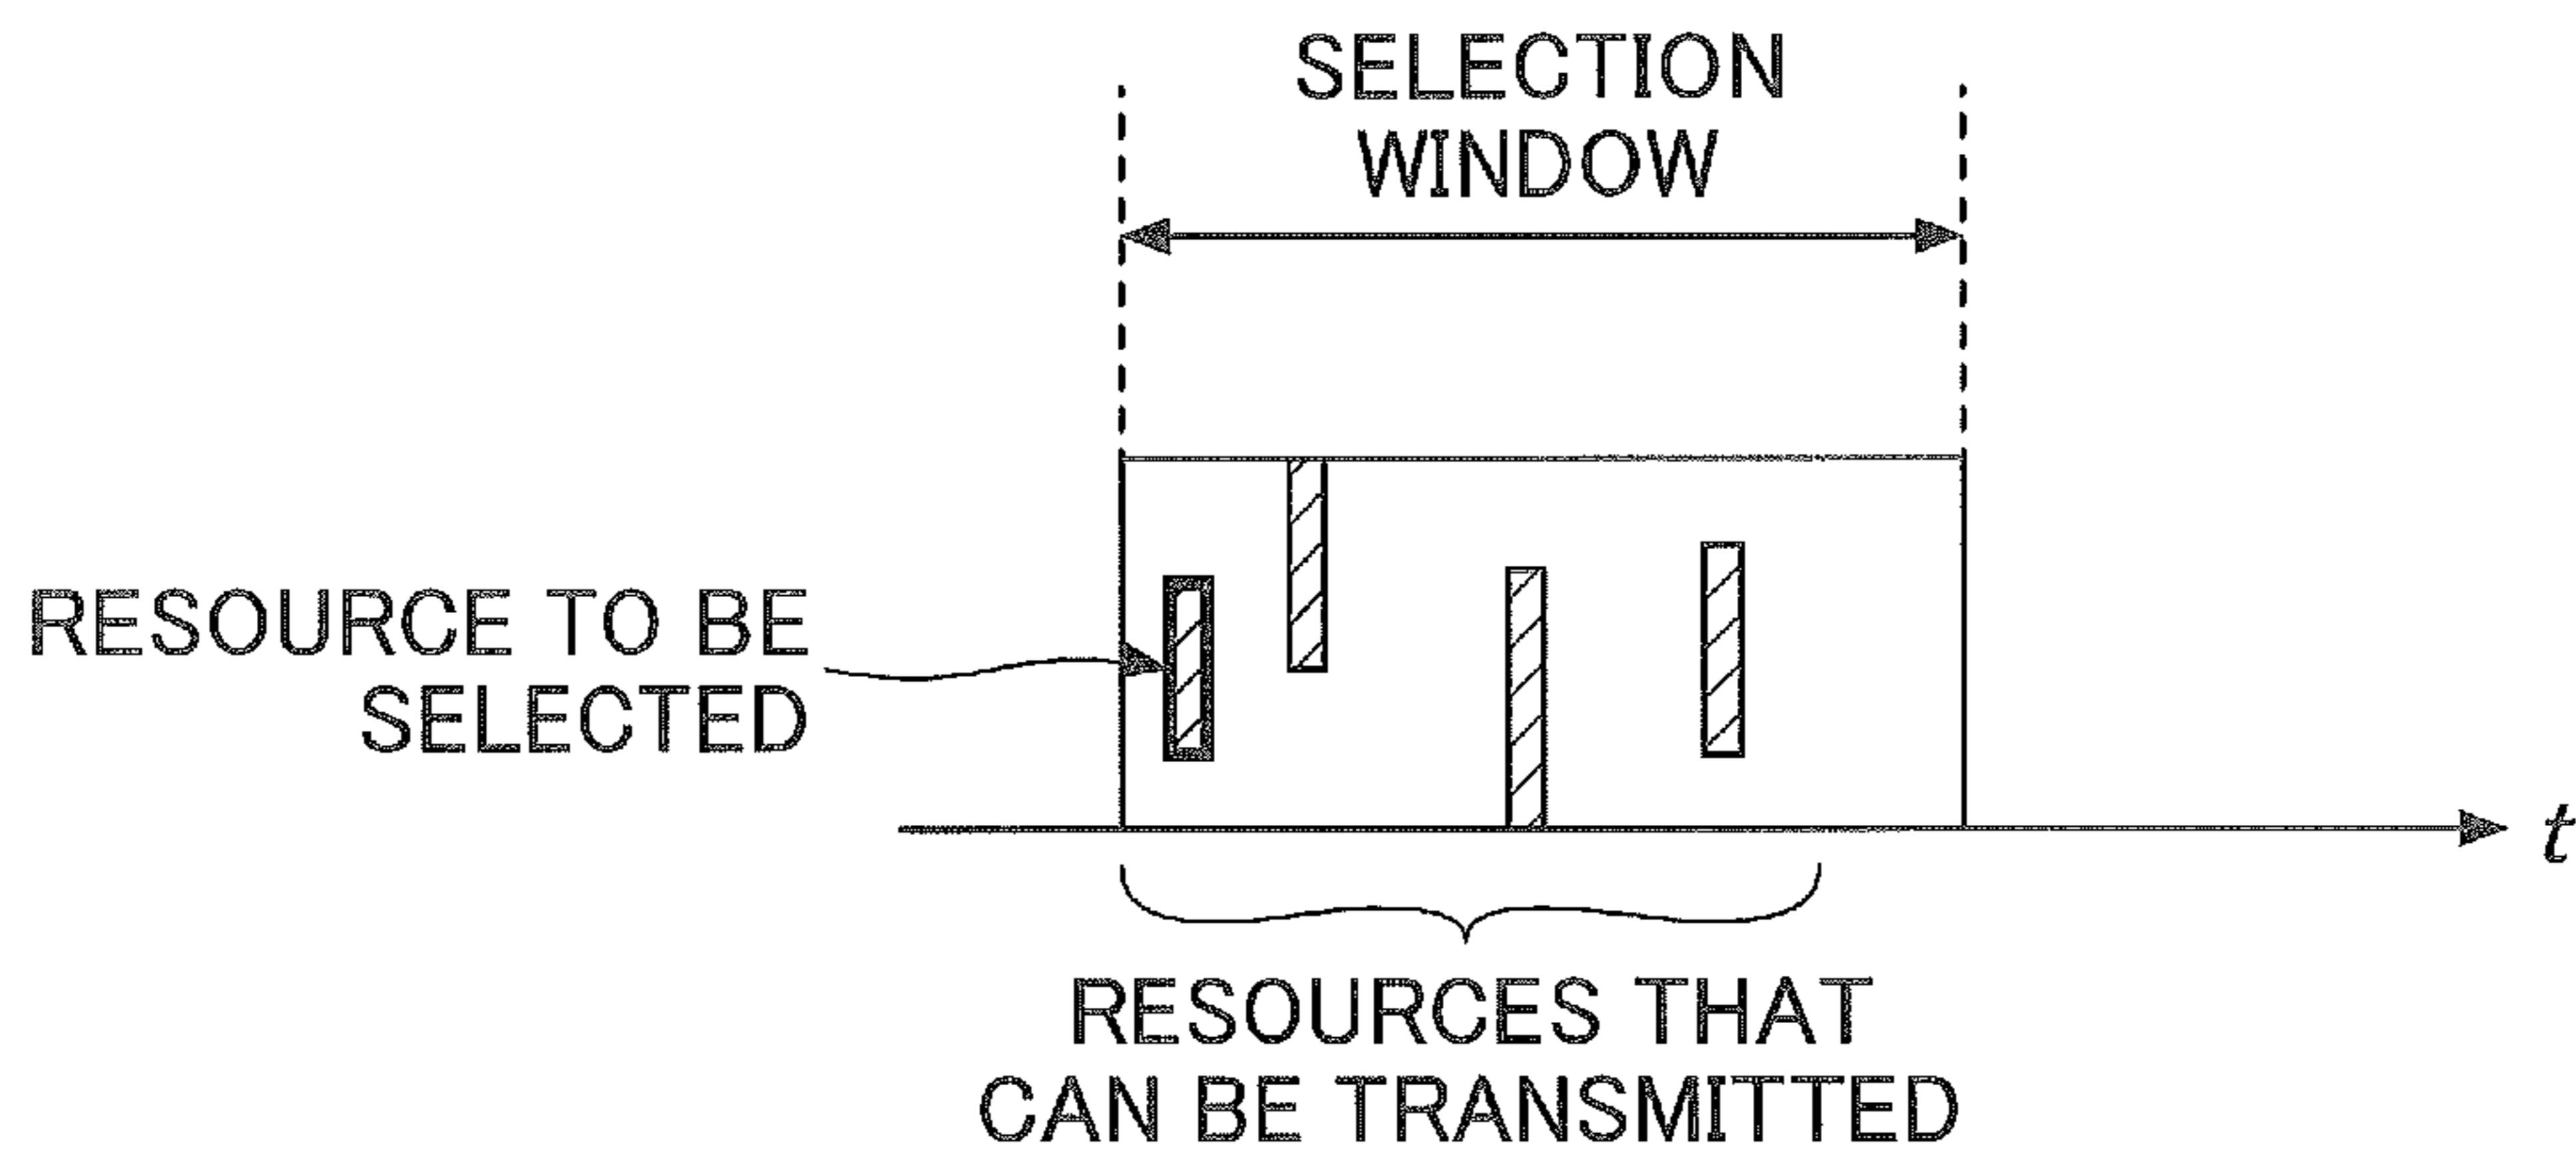 SELECTION
WINDOW
RESOURCE TO BE
SELECTED
t
RESOURCES THAT
CAN BE TRANSMITTED